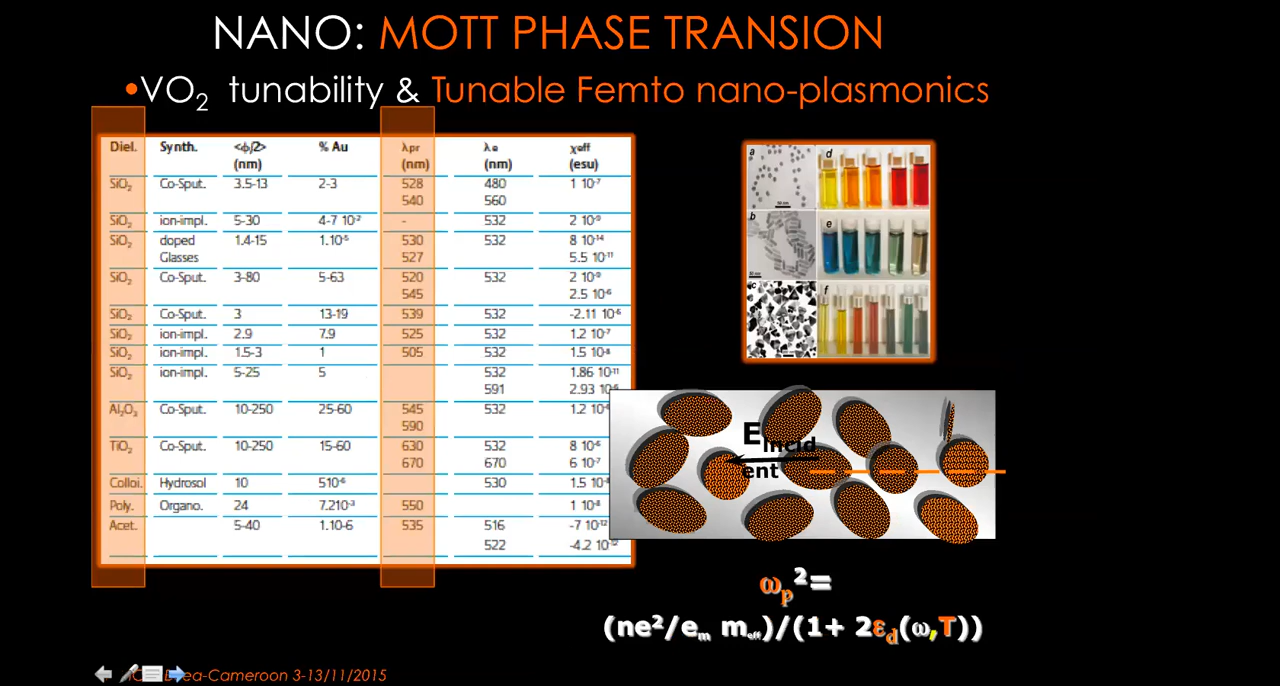 NANO: MOTT PHASE TRANSION
•VO₂ tunability & Tunable Femto nano-plasmonics
Diel. Synth. <ϕ/2> (nm) % Au λpr (nm) λe (nm) χeff (esu)
SiO₂ Co-Sput. 3.5-13 2-3 528 480 1 10⁻⁷
540 560
SiO₂ ion-impl. 5-30 4-7 10⁻² - 532 2 10⁻⁹
SiO₂ doped 1.4-15 1.10⁻⁵ 530 532 8 10⁻¹⁴
Glasses 527 5.5 10⁻¹¹
SiO₂ Co-Sput. 3-80 5-63 520 532 2 10⁻⁹
545 2.5 10⁻⁶
SiO₂ Co-Sput. 3 13-19 539 532 -2.11 10⁻⁶
SiO₂ ion-impl. 2.9 7.9 525 532 1.2 10⁻⁷
SiO₂ ion-impl. 1.5-3 1 505 532 1.5 10⁻⁸
SiO₂ ion-impl. 5-25 5 532 1.86 10⁻¹¹
591 2.93 10
Al₂O₃ Co-Sput. 10-250 25-60 545 532 1.2 10
590
TiO₂ Co-Sput. 10-250 15-60 630 532 8 10⁻⁶
670 670 6 10⁻⁷
Colloi. Hydrosol 10 510⁻⁶ 530 1.5 10
Poly. Organo. 24 7.210⁻³ 550 1 10⁻⁸
Acet. 5-40 1.10-6 535 516 -7 10⁻¹²
522 -4.2 10⁻¹²
a
d
b
e
c
f
Eincid
ent
ωp²=
(ne²/eₘ meff)/(1+ 2εd(ω,T))
ea-Cameroon 3-13/11/2015